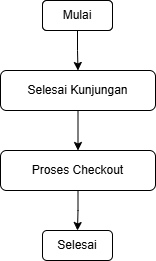 Mulai
Selesai Kunjungan
Proses Checkout
Selesai